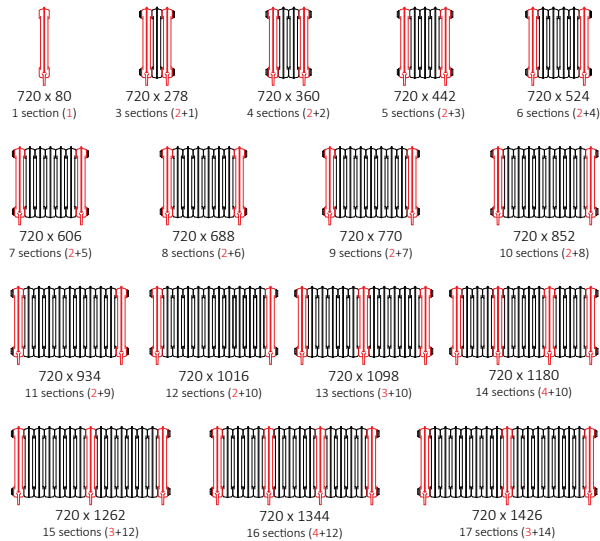 720 x 80
1 section (1)
720 x 278
3 sections (2+1)
720 x 360
4 sections (2+2)
720 x 442
5 sections (2+3)
720 x 524
6 sections (2+4)
720 x 606
7 sections (2+5)
720 x 688
8 sections (2+6)
720 x 770
9 sections (2+7)
720 x 852
10 sections (2+8)
720 x 934
11 sections (2+9)
720 x 1016
12 sections (2+10)
720 x 1098
13 sections (3+10)
720 x 1180
14 sections (4+10)
720 x 1262
15 sections (3+12)
720 x 1344
16 sections (4+12)
720 x 1426
17 sections (3+14)